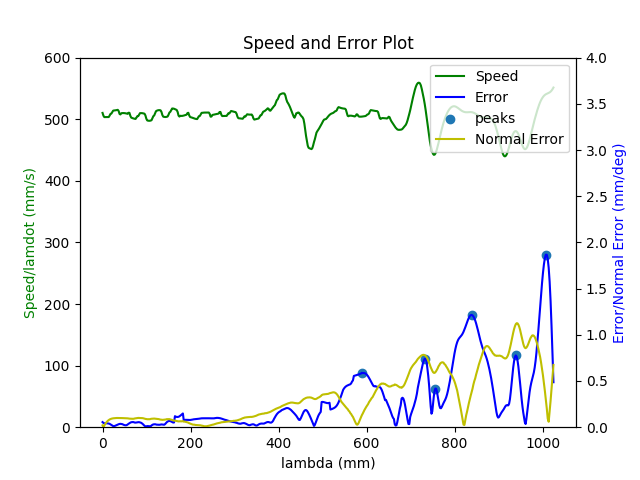 Speed and Error Plot
600
500
400
300
200
100
0
Speed/lamdot (mm/s)
4.0
3.5
3.0
2.5
2.0
1.5
1.0
0.5
0.0
Error/Normal Error (mm/deg)
Speed
Error
peaks
Normal Error
0 200 400 600 800 1000
lambda (mm)